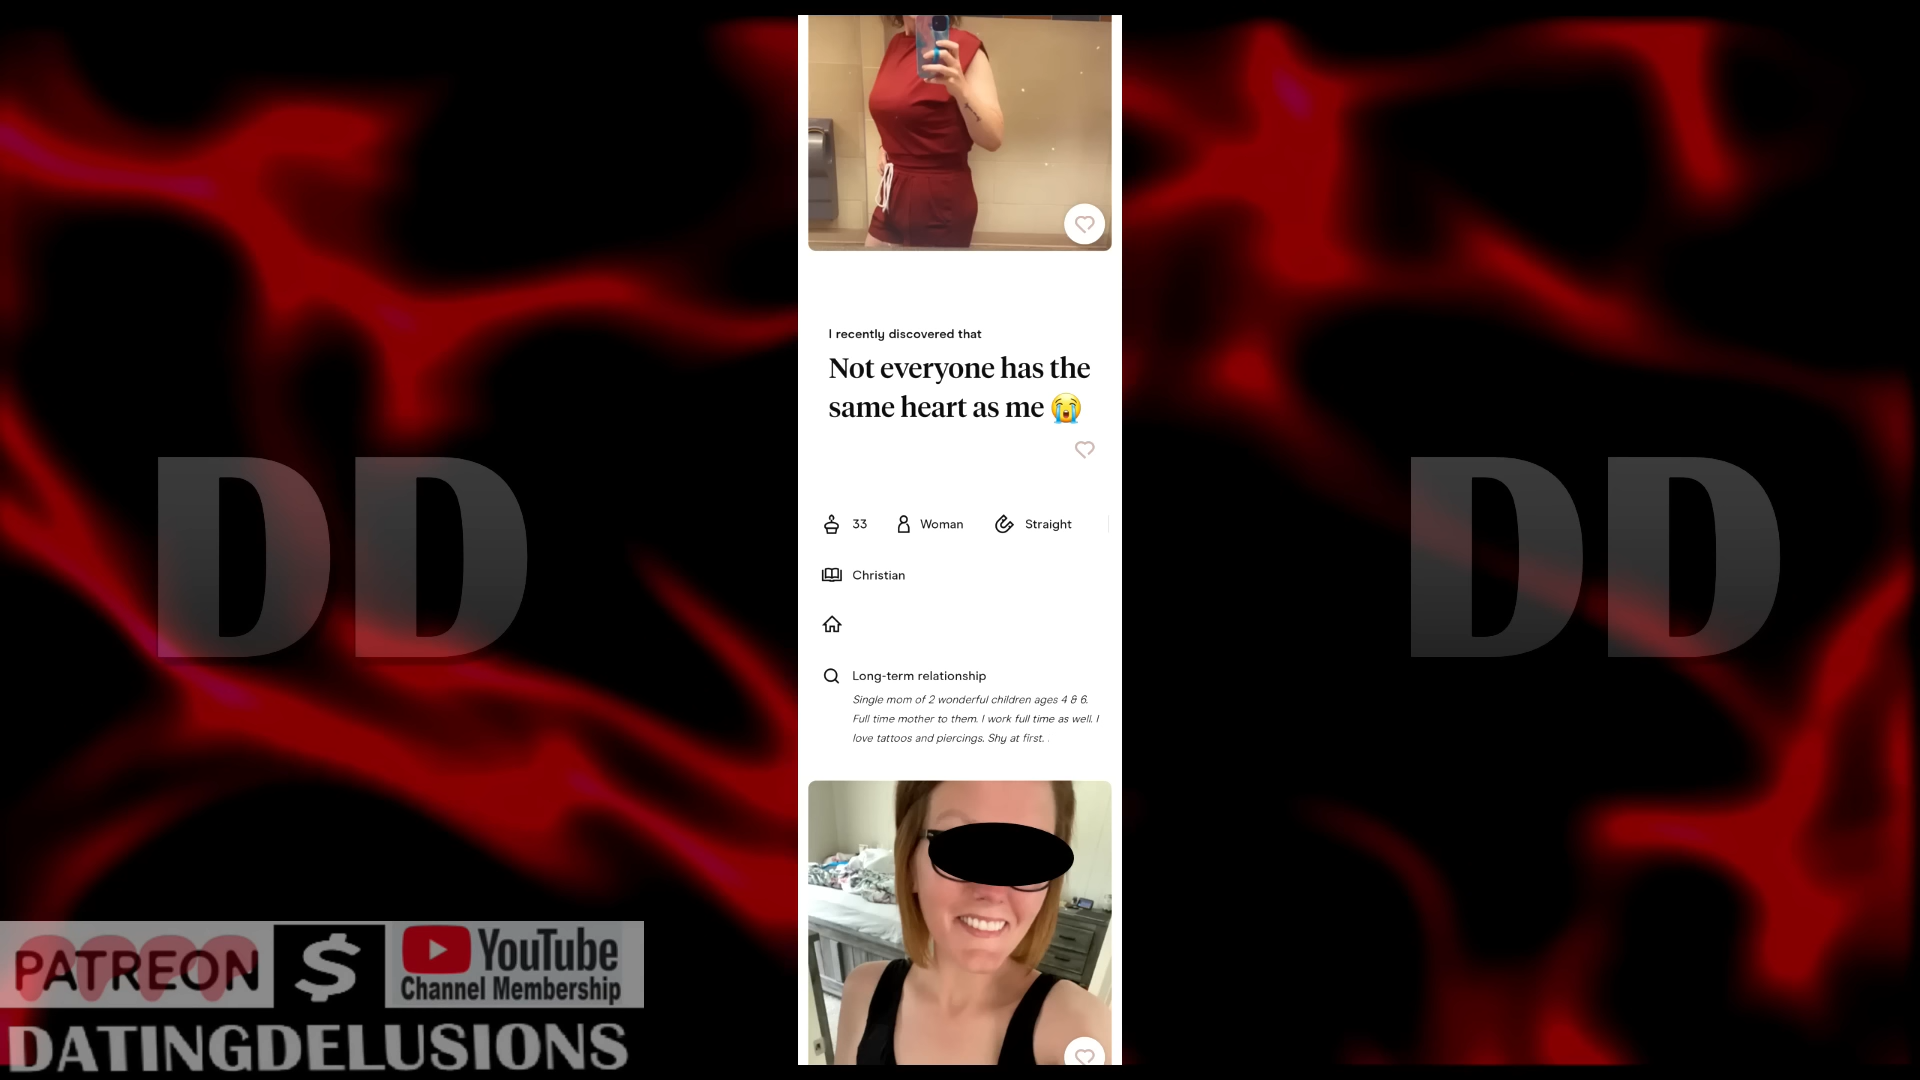 I recently discovered that
Not everyone has the
same heart as me 😭
33 Woman Straight
Christian
Long-term relationship
Single mom of 2 wonderful children ages 4 & 6.
Full time mother to them. I work full time as well. I
love tattoos and piercings. Shy at first. .
DD
DD
PATREON $ YouTube
Channel Membership
DATINGDELUSIONS